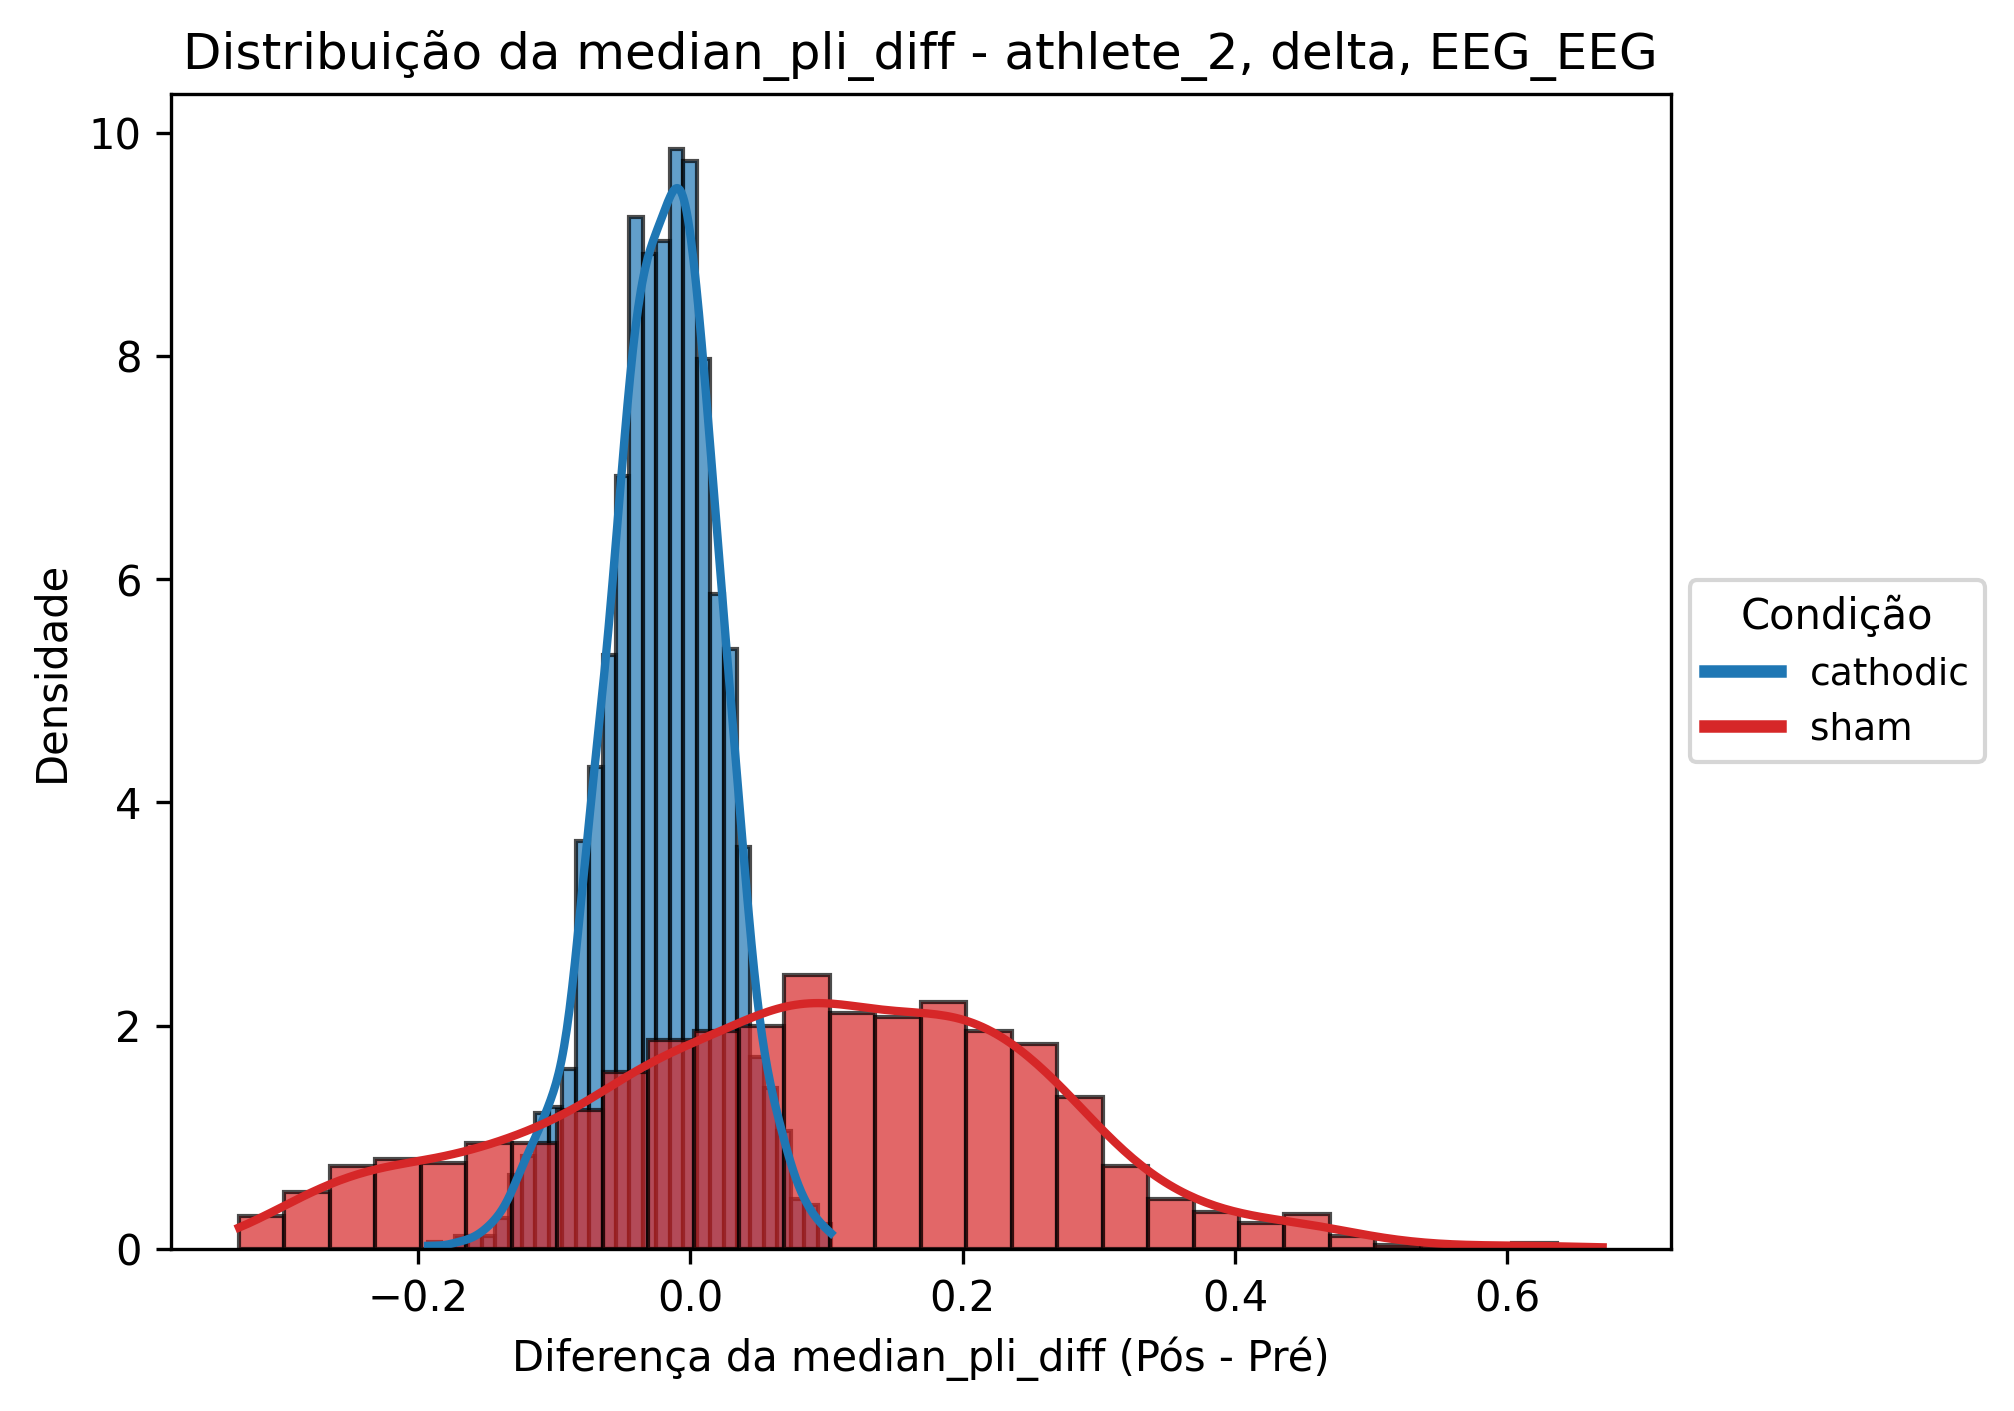 Distribuição da median_pli_diff - athlete_2, delta, EEG_EEG
10
8
6
4
2
0
Densidade
−0.2
0.0
0.2
0.4
0.6
Diferença da median_pli_diff (Pós - Pré)
Condição
cathodic
sham